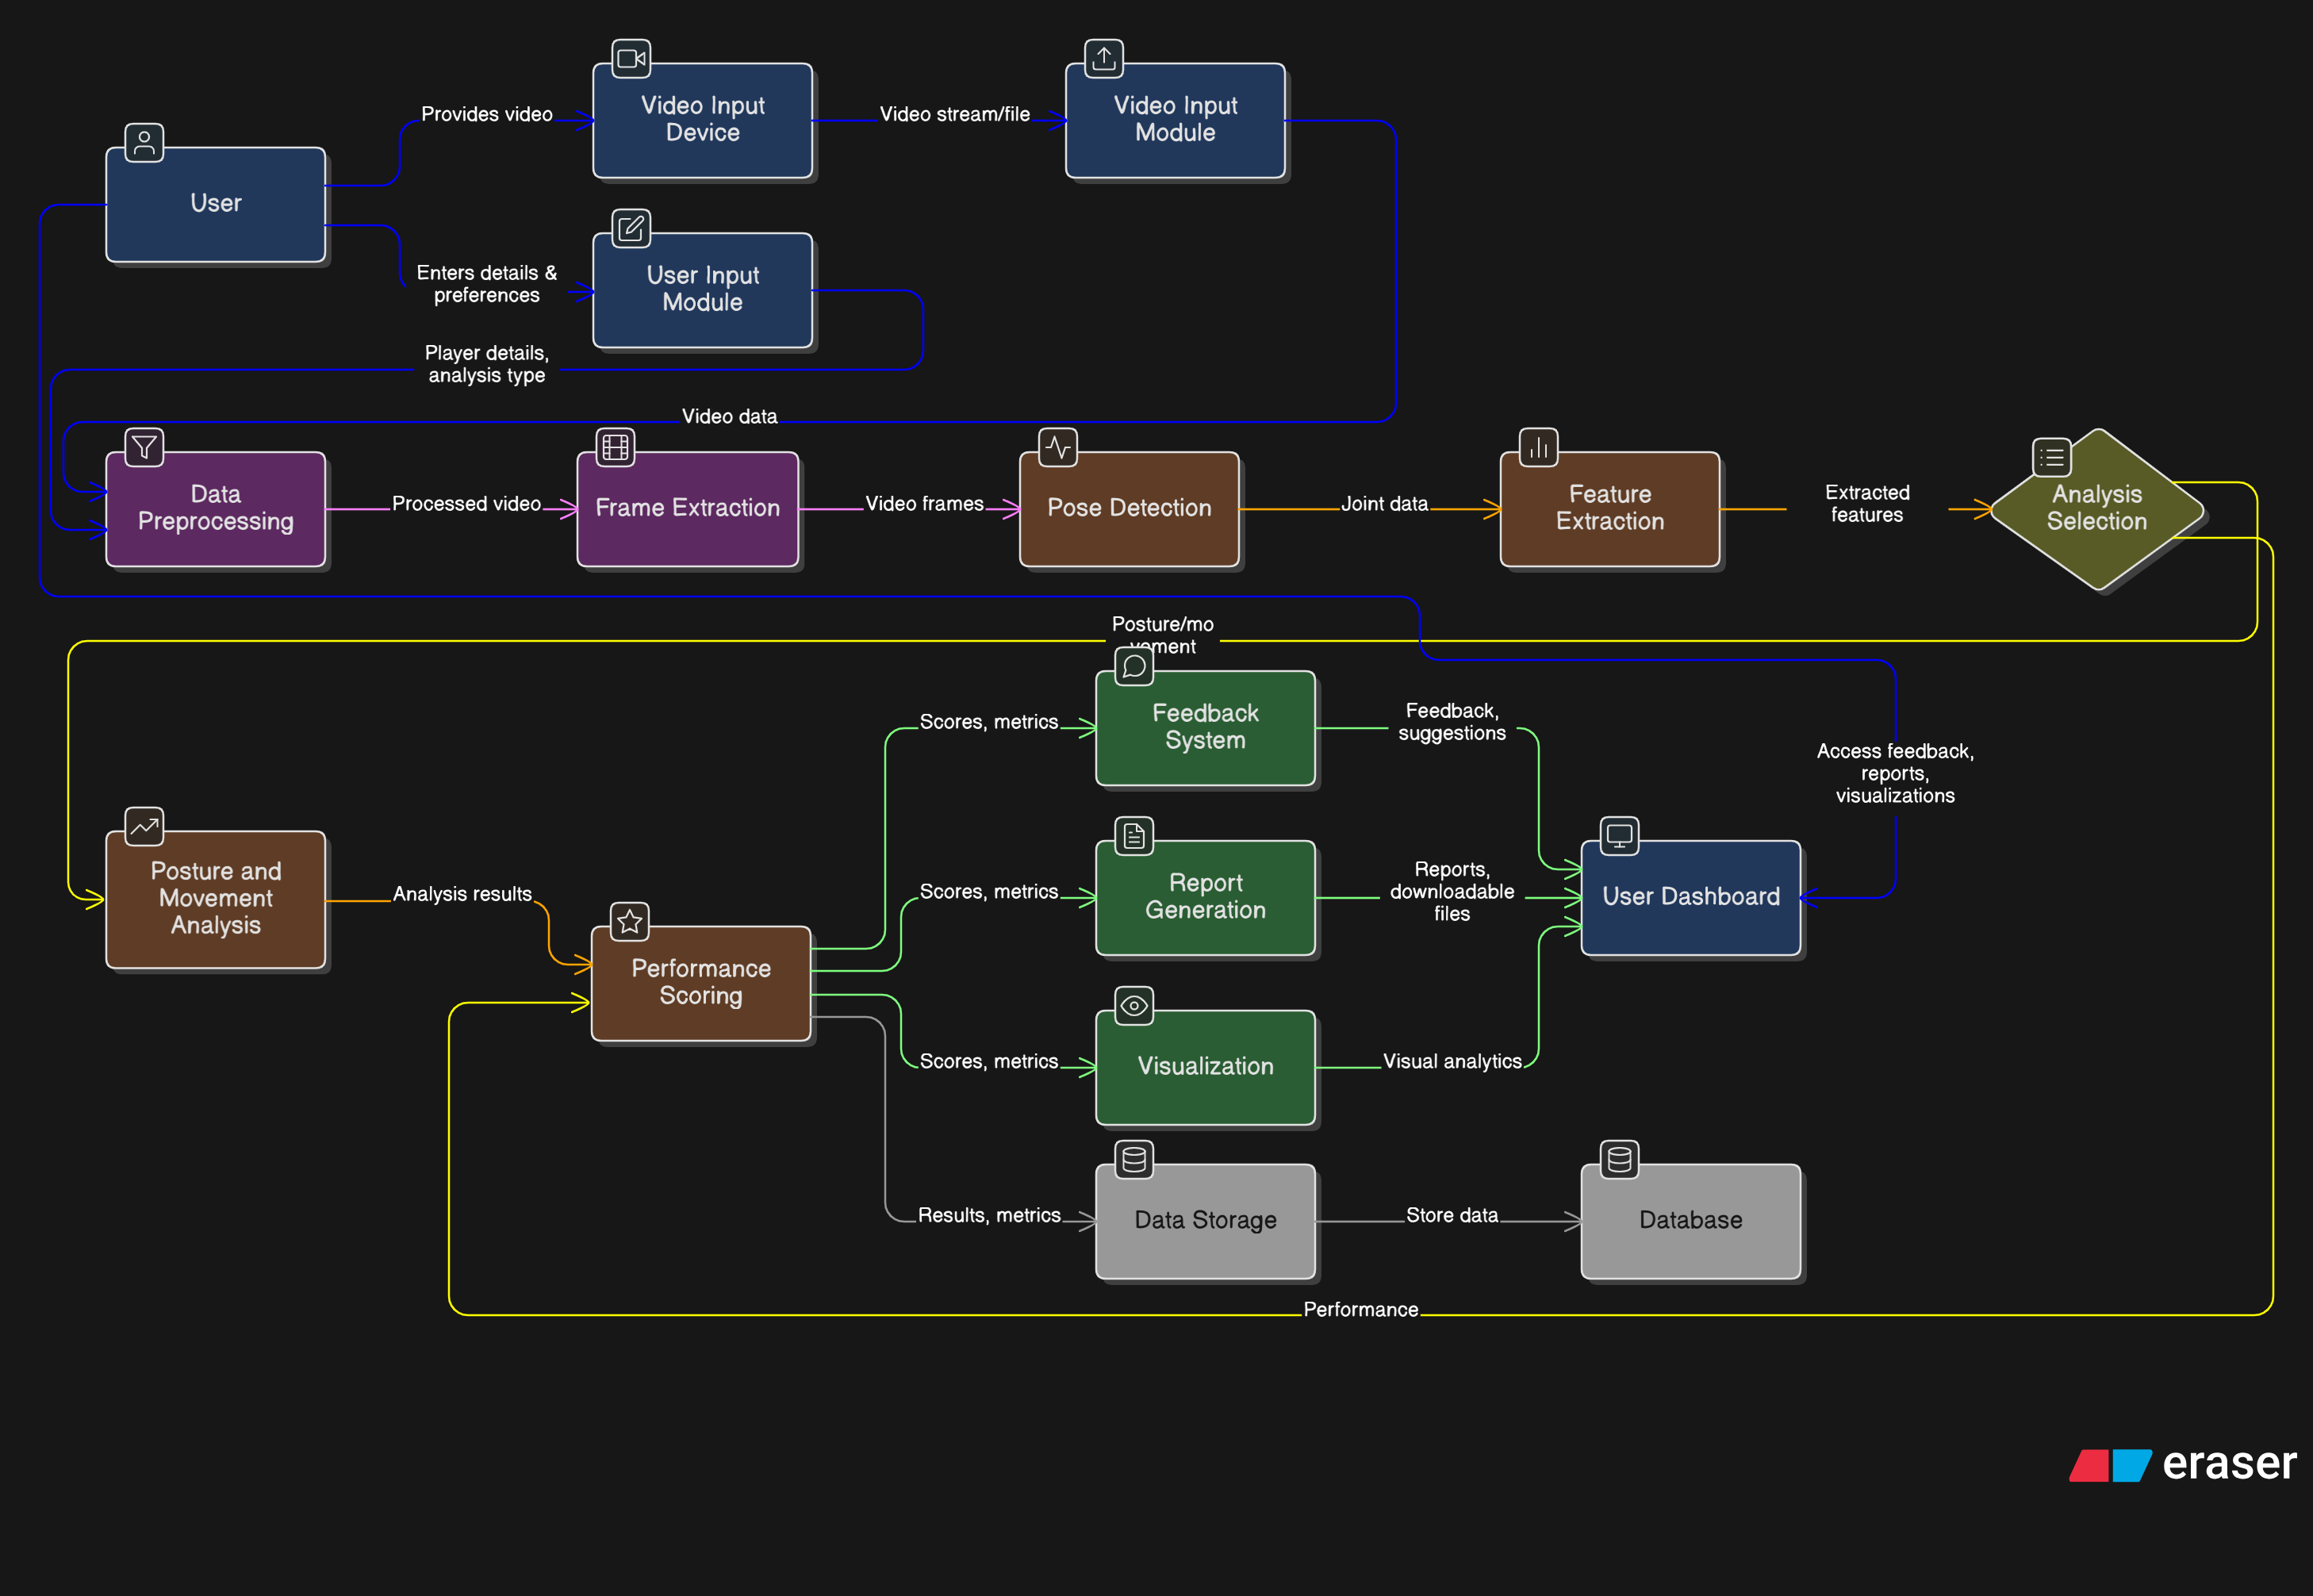 Provides video
Video Input
Device
Video stream/file
Video Input
Module
User
Enters details &
preferences
User Input
Module
Player details,
analysis type
Video data
Data
Preprocessing
Processed video
Frame Extraction
Video frames
Pose Detection
Joint data
Feature
Extraction
Extracted
features
Analysis
Selection
Posture/mo
vement
Scores, metrics
Feedback
System
Feedback,
suggestions
Access feedback,
reports,
visualizations
Posture and
Movement
Analysis
Analysis results
Scores, metrics
Report
Generation
Reports,
downloadable
files
User Dashboard
Performance
Scoring
Scores, metrics
Visualization
Visual analytics
Results, metrics
Data Storage
Store data
Database
Performance
eraser